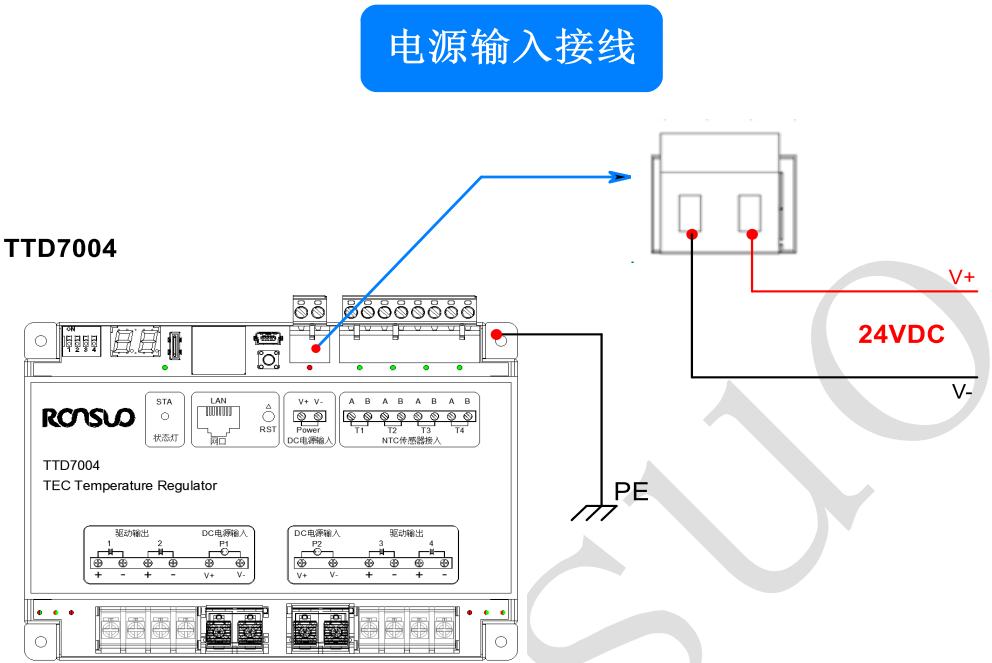 电源输入接线
TTD7004
V+
24VDC
V-
PE
ON
1 2 3 4
RONSUO
STA
状态灯
LAN
网口
RST
V+ V-
Power
DC电源输入
A B A B A B A B
T1 T2 T3 T4
NTC传感器接入
TTD7004
TEC Temperature Regulator
驱动输出 DC电源输入
1 2 P1
+ - + - V+ V-
DC电源输入 驱动输出
P2 3 4
V+ V- + - + -
suo